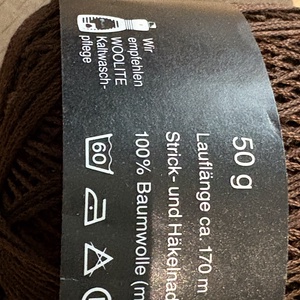 50 g
Lauflänge ca. 170 m
Strick- und Häkelnad
100% Baumwolle (m
60
Wir
empfehlen
WOOLITE
Kaltwasch-
pflege